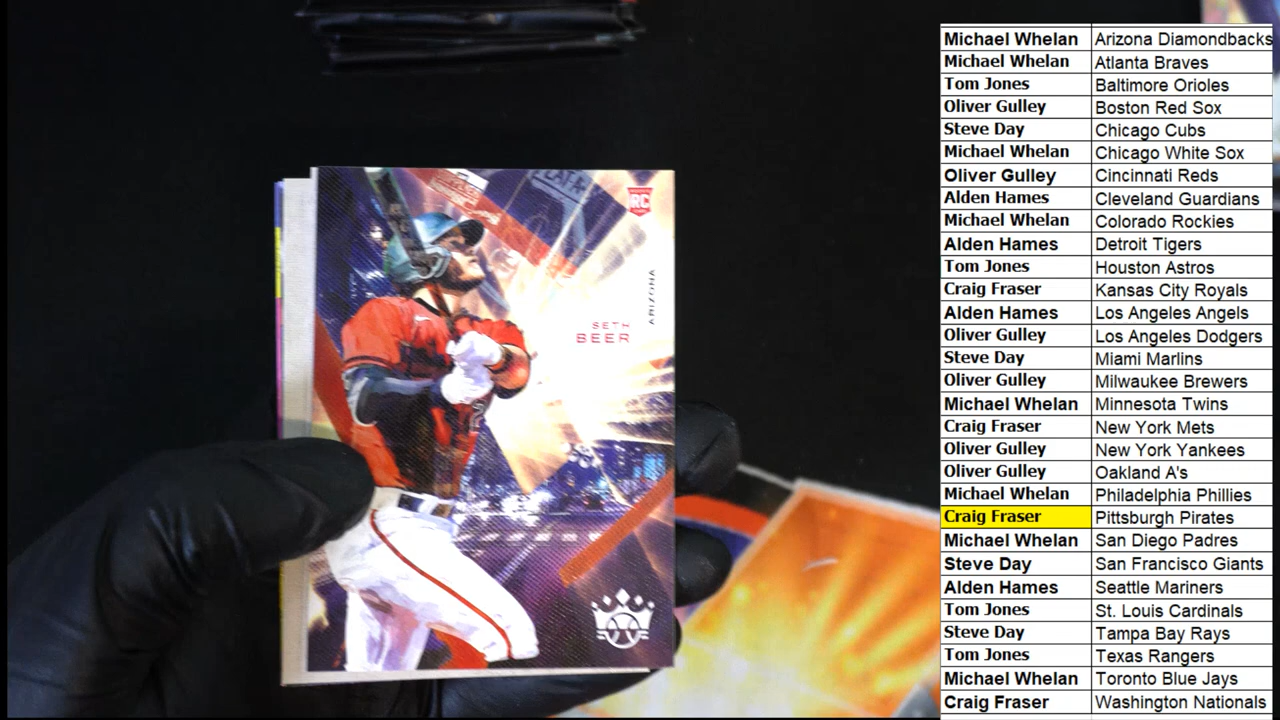 RC
ARIZONA
SETH
BEER
Michael Whelan Arizona Diamondbacks
Michael Whelan Atlanta Braves
Tom Jones Baltimore Orioles
Oliver Gulley Boston Red Sox
Steve Day Chicago Cubs
Michael Whelan Chicago White Sox
Oliver Gulley Cincinnati Reds
Alden Hames Cleveland Guardians
Michael Whelan Colorado Rockies
Alden Hames Detroit Tigers
Tom Jones Houston Astros
Craig Fraser Kansas City Royals
Alden Hames Los Angeles Angels
Oliver Gulley Los Angeles Dodgers
Steve Day Miami Marlins
Oliver Gulley Milwaukee Brewers
Michael Whelan Minnesota Twins
Craig Fraser New York Mets
Oliver Gulley New York Yankees
Oliver Gulley Oakland A's
Michael Whelan Philadelphia Phillies
Craig Fraser Pittsburgh Pirates
Michael Whelan San Diego Padres
Steve Day San Francisco Giants
Alden Hames Seattle Mariners
Tom Jones St. Louis Cardinals
Steve Day Tampa Bay Rays
Tom Jones Texas Rangers
Michael Whelan Toronto Blue Jays
Craig Fraser Washington Nationals